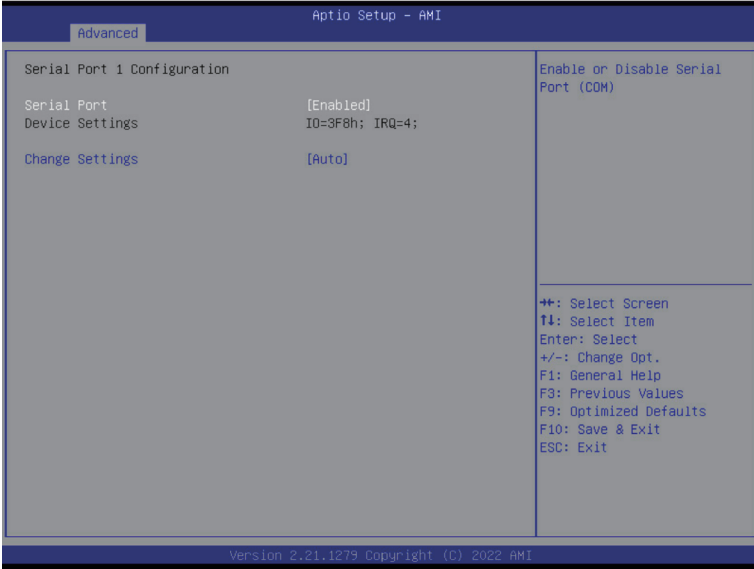 Aptio Setup – AMI
Advanced
Serial Port 1 Configuration
Serial Port [Enabled]
Device Settings IO=3F8h; IRQ=4;
Change Settings [Auto]
Enable or Disable Serial
Port (COM)
→←: Select Screen
↑↓: Select Item
Enter: Select
+/-: Change Opt.
F1: General Help
F3: Previous Values
F9: Optimized Defaults
F10: Save & Exit
ESC: Exit
Version 2.21.1279 Copyright (C) 2022 AMI